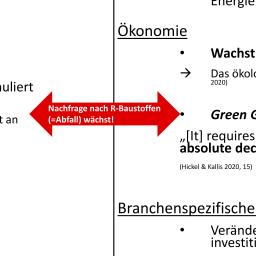 Energie
Ökonomie
• Wachst
→ Das ökol
2020)
uliert
Nachfrage nach R-Baustoffen
(=Abfall) wächst!
t an
• Green G
„[It] requires
absolute dec
(Hickel & Kallis 2020, 15)
Branchenspezifische
• Verände
investiti